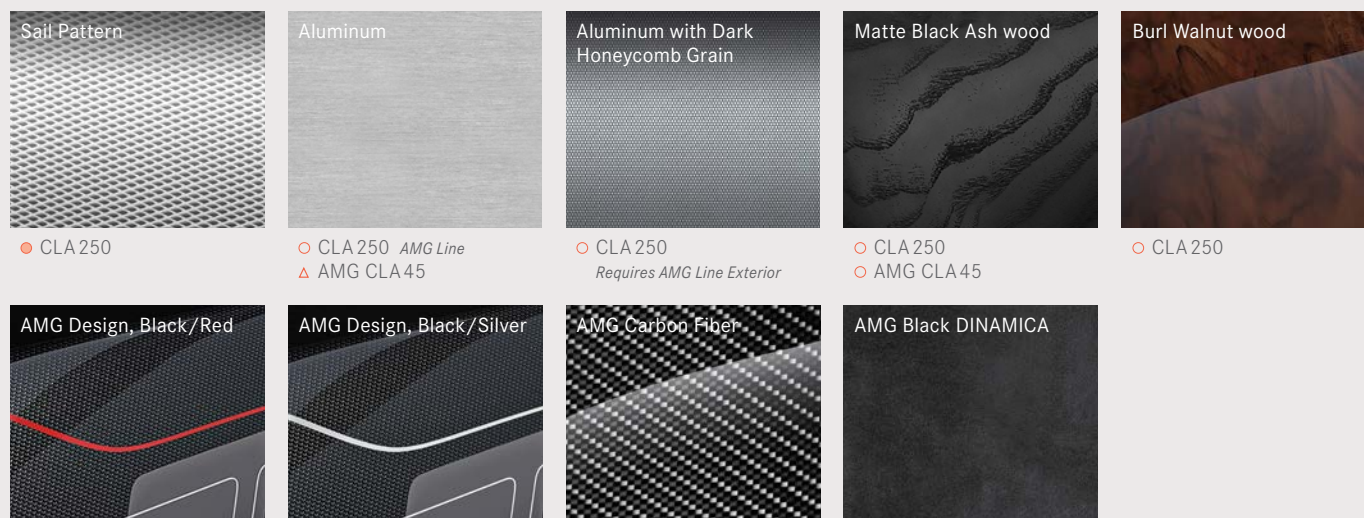 Sail Pattern
Aluminum
Aluminum with Dark
Honeycomb Grain
Matte Black Ash wood
Burl Walnut wood
CLA 250
CLA 250 AMG Line
△ AMG CLA 45
CLA 250
Requires AMG Line Exterior
CLA 250
AMG CLA 45
CLA 250
AMG Design, Black/Red
AMG Design, Black/Silver
AMG Carbon Fiber
AMG Black DINAMICA